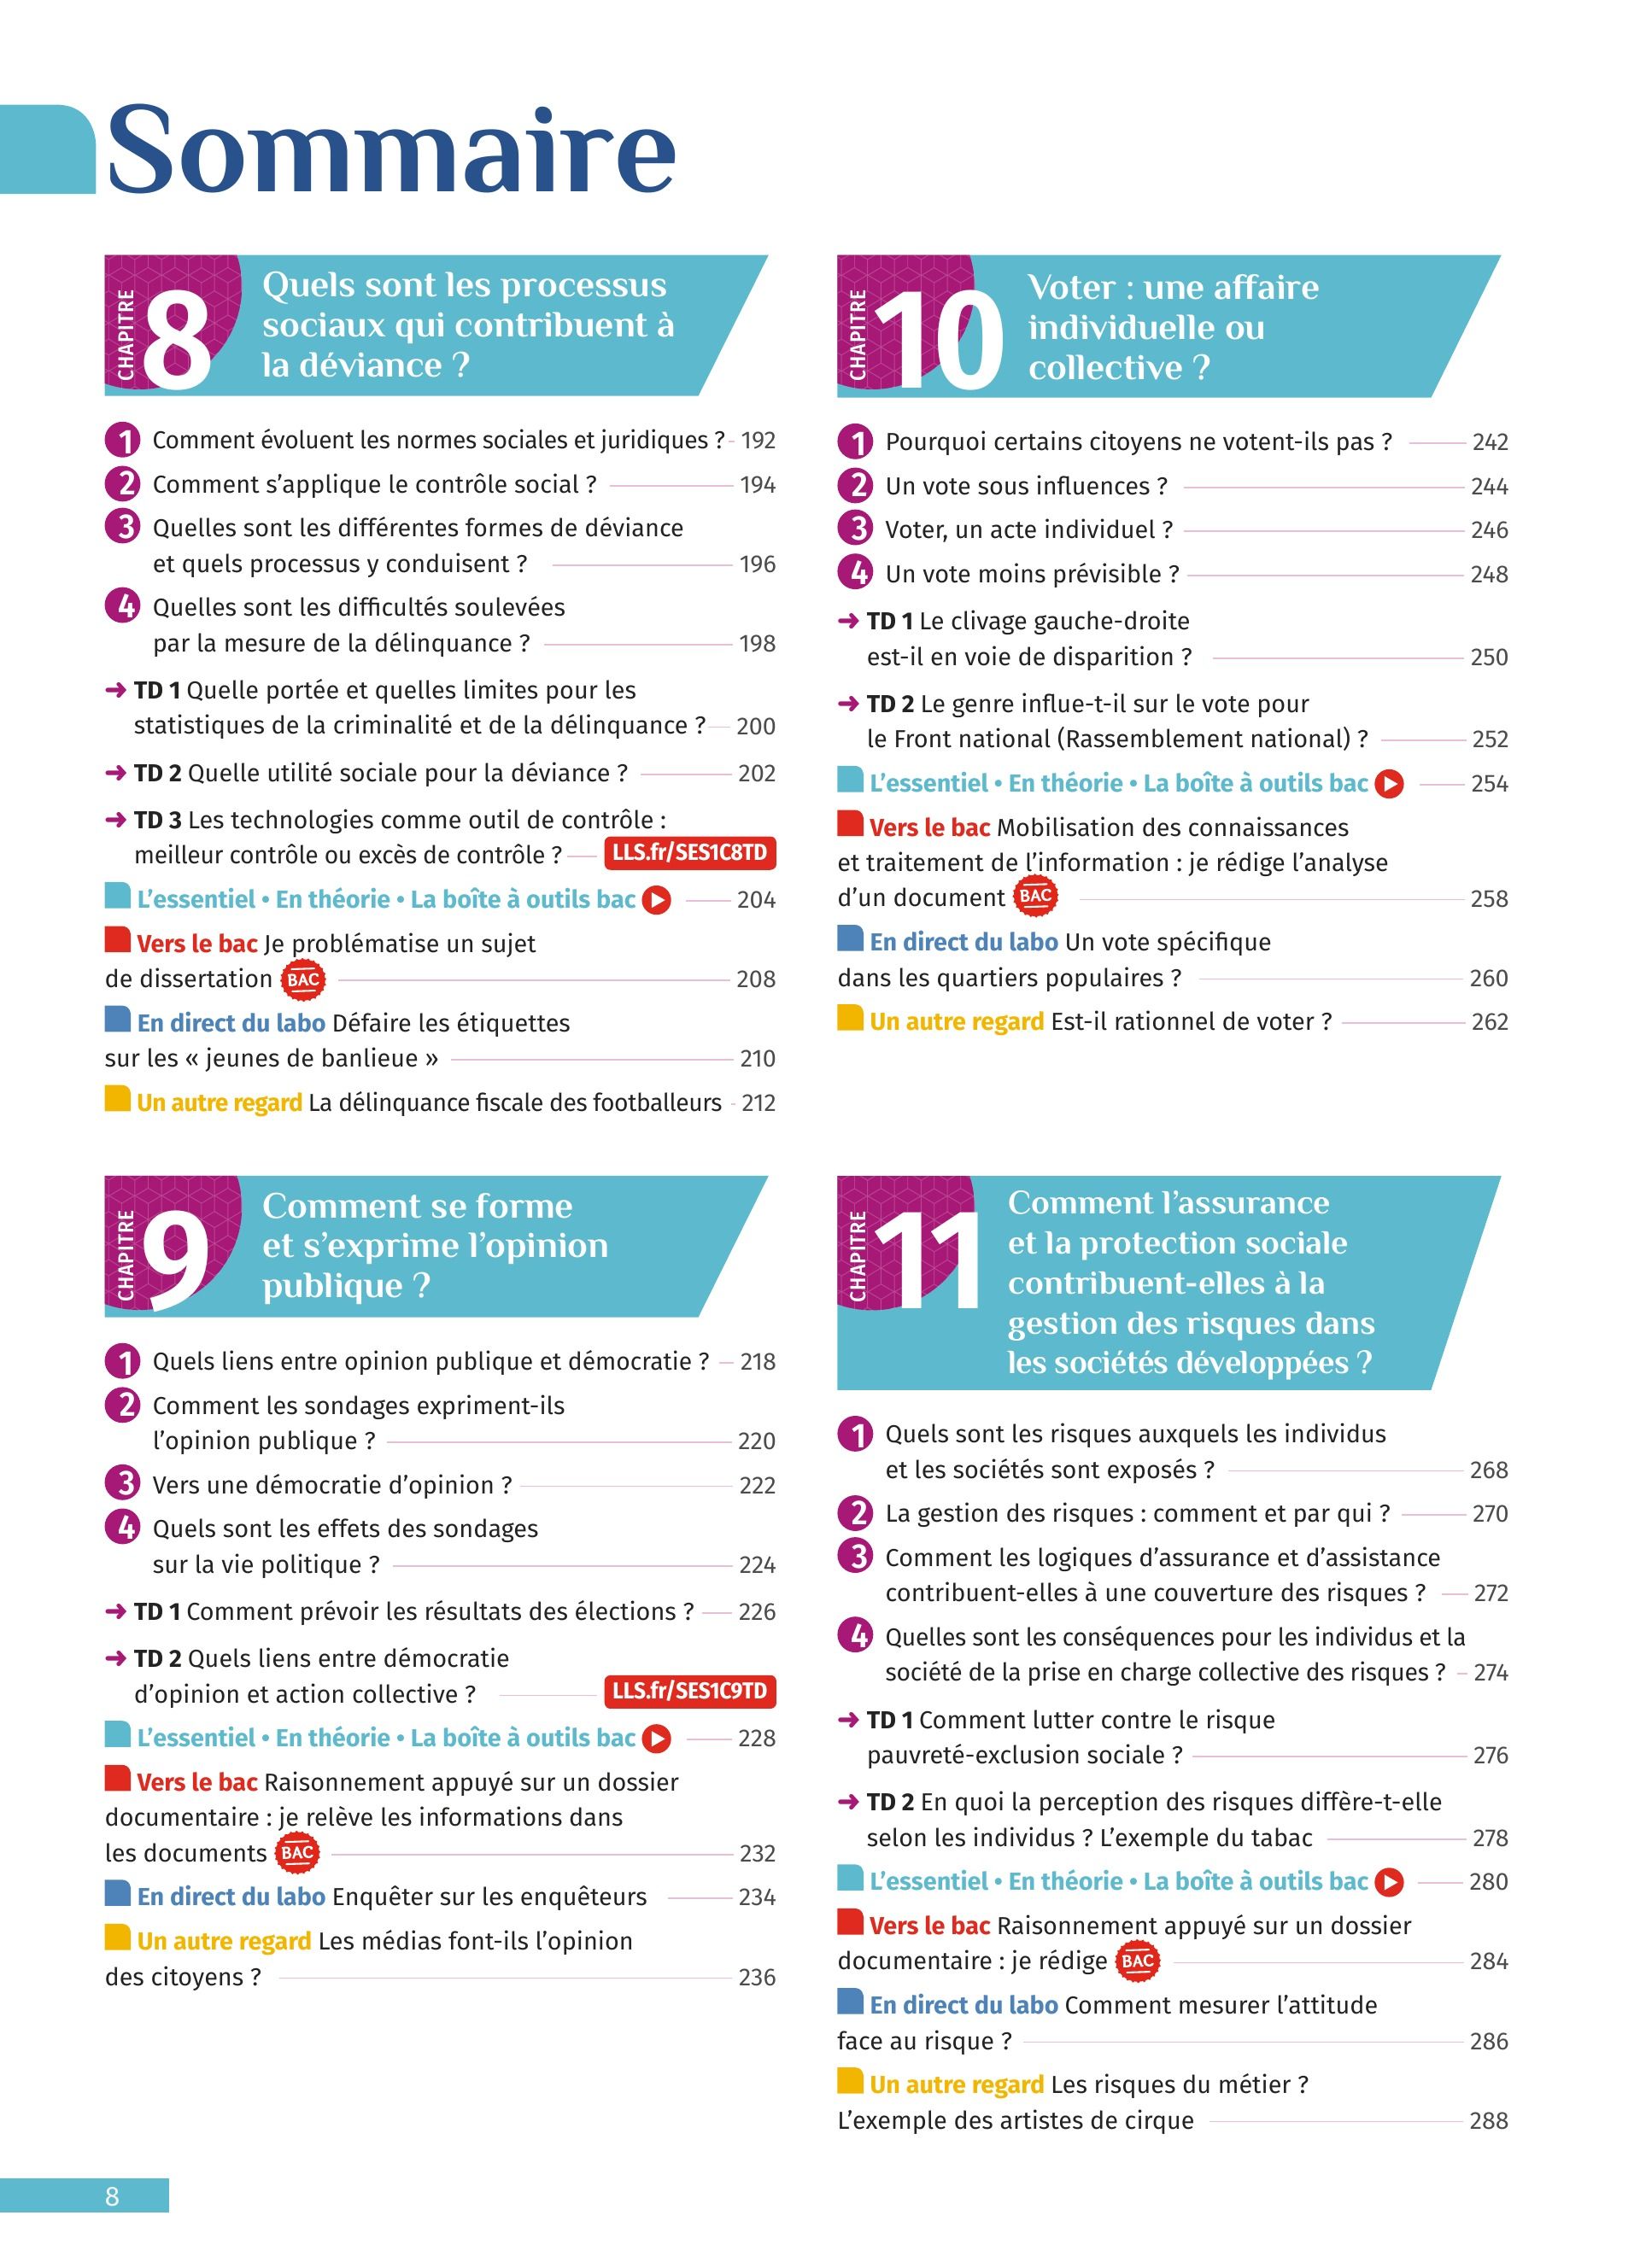 Sommaire
CHAPITRE 8
Quels sont les processus
sociaux qui contribuent à
la déviance ?
1 Comment évoluent les normes sociales et juridiques ? 192
2 Comment s’applique le contrôle social ? 194
3 Quelles sont les différentes formes de déviance
et quels processus y conduisent ? 196
4 Quelles sont les difficultés soulevées
par la mesure de la délinquance ? 198
➜ TD 1 Quelle portée et quelles limites pour les
statistiques de la criminalité et de la délinquance ? 200
➜ TD 2 Quelle utilité sociale pour la déviance ? 202
➜ TD 3 Les technologies comme outil de contrôle :
meilleur contrôle ou excès de contrôle ? LLS.fr/SES1C8TD
L’essentiel • En théorie • La boîte à outils bac 204
Vers le bac Je problématise un sujet
de dissertation BAC 208
En direct du labo Défaire les étiquettes
sur les « jeunes de banlieue » 210
Un autre regard La délinquance fiscale des footballeurs 212
CHAPITRE 9
Comment se forme
et s’exprime l’opinion
publique ?
1 Quels liens entre opinion publique et démocratie ? 218
2 Comment les sondages expriment-ils
l’opinion publique ? 220
3 Vers une démocratie d’opinion ? 222
4 Quels sont les effets des sondages
sur la vie politique ? 224
➜ TD 1 Comment prévoir les résultats des élections ? 226
➜ TD 2 Quels liens entre démocratie
d’opinion et action collective ? LLS.fr/SES1C9TD
L’essentiel • En théorie • La boîte à outils bac 228
Vers le bac Raisonnement appuyé sur un dossier
documentaire : je relève les informations dans
les documents BAC 232
En direct du labo Enquêter sur les enquêteurs 234
Un autre regard Les médias font-ils l’opinion
des citoyens ? 236
CHAPITRE 10
Voter : une affaire
individuelle ou
collective ?
1 Pourquoi certains citoyens ne votent-ils pas ? 242
2 Un vote sous influences ? 244
3 Voter, un acte individuel ? 246
4 Un vote moins prévisible ? 248
➜ TD 1 Le clivage gauche-droite
est-il en voie de disparition ? 250
➜ TD 2 Le genre influe-t-il sur le vote pour
le Front national (Rassemblement national) ? 252
L’essentiel • En théorie • La boîte à outils bac 254
Vers le bac Mobilisation des connaissances
et traitement de l’information : je rédige l’analyse
d’un document BAC 258
En direct du labo Un vote spécifique
dans les quartiers populaires ? 260
Un autre regard Est-il rationnel de voter ? 262
CHAPITRE 11
Comment l’assurance
et la protection sociale
contribuent-elles à la
gestion des risques dans
les sociétés développées ?
1 Quels sont les risques auxquels les individus
et les sociétés sont exposés ? 268
2 La gestion des risques : comment et par qui ? 270
3 Comment les logiques d’assurance et d’assistance
contribuent-elles à une couverture des risques ? 272
4 Quelles sont les conséquences pour les individus et la
société de la prise en charge collective des risques ? 274
➜ TD 1 Comment lutter contre le risque
pauvreté-exclusion sociale ? 276
➜ TD 2 En quoi la perception des risques diffère-t-elle
selon les individus ? L’exemple du tabac 278
L’essentiel • En théorie • La boîte à outils bac 280
Vers le bac Raisonnement appuyé sur un dossier
documentaire : je rédige BAC 284
En direct du labo Comment mesurer l’attitude
face au risque ? 286
Un autre regard Les risques du métier ?
L’exemple des artistes de cirque 288
8